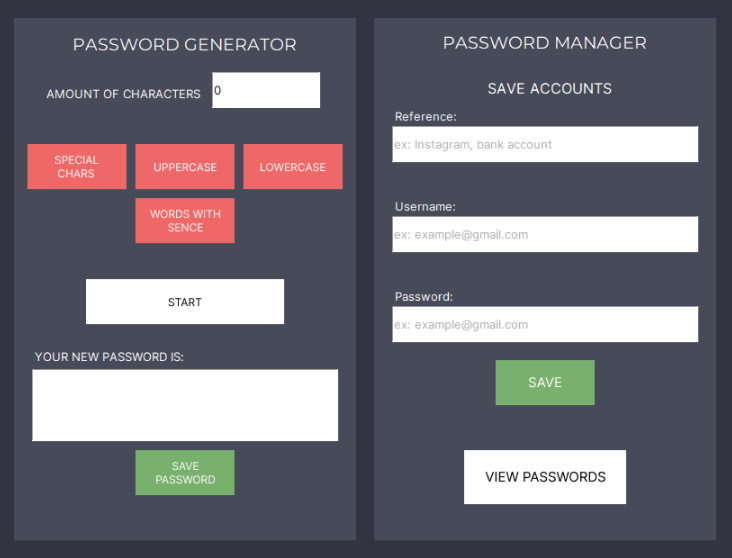 PASSWORD GENERATOR
AMOUNT OF CHARACTERS 0
SPECIAL
CHARS
UPPERCASE
LOWERCASE
WORDS WITH
SENCE
START
YOUR NEW PASSWORD IS:
SAVE
PASSWORD
PASSWORD MANAGER
SAVE ACCOUNTS
Reference:
ex: Instagram, bank account
Username:
ex: example@gmail.com
Password:
ex: example@gmail.com
SAVE
VIEW PASSWORDS